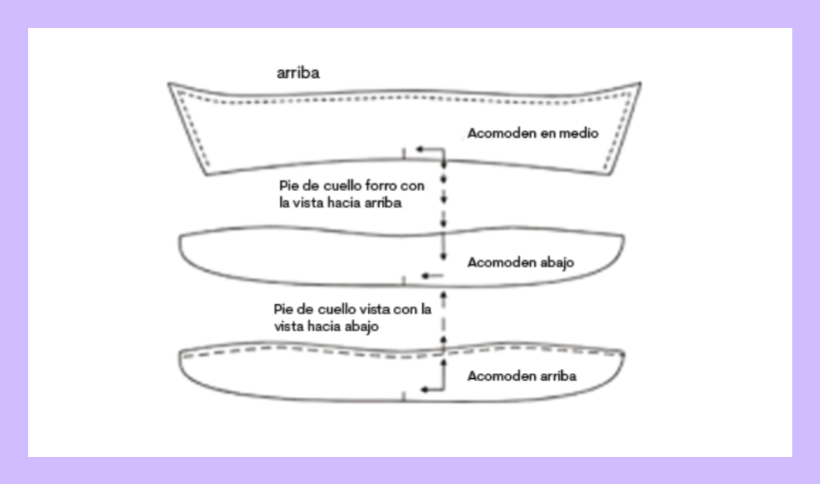 arriba
Acomoden en medio
Pie de cuello forro con
la vista hacia arriba
Acomoden abajo
Pie de cuello vista con la
vista hacia abajo
Acomoden arriba